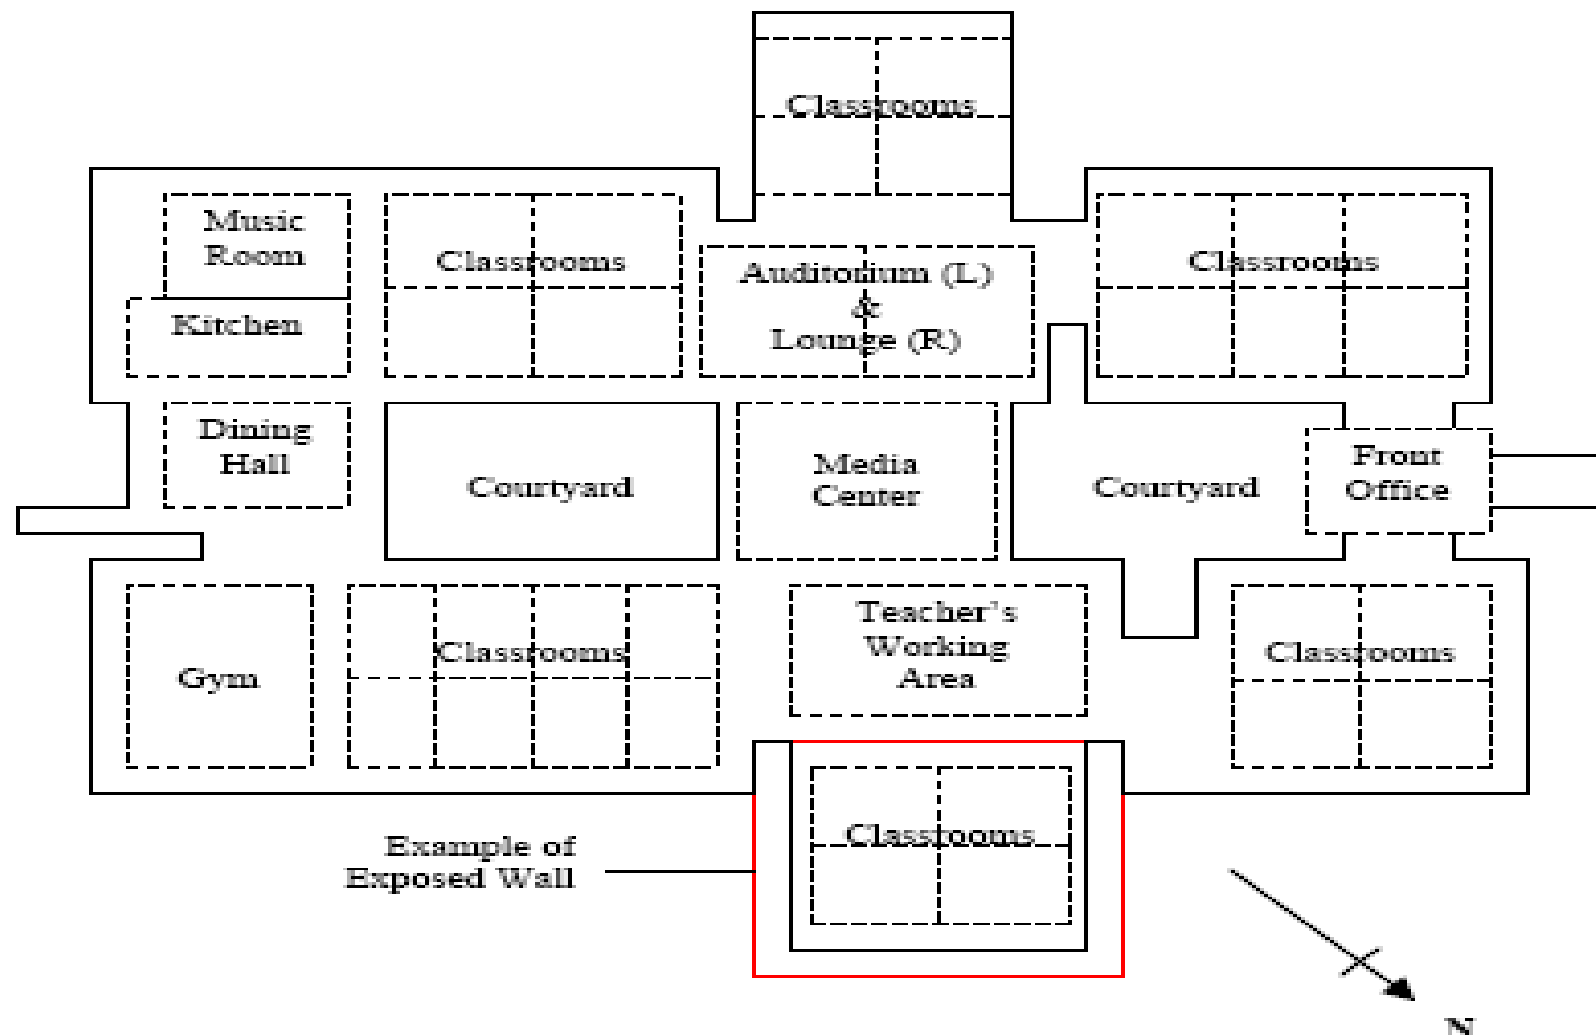 Classrooms
Music
Room
Classrooms
Auditorium (L)
&
Lounge (R)
Classrooms
Kitchen
Dining
Hall
Courtyard
Media
Center
Courtyard
Front
Office
Gym
Classrooms
Teacher's
Working
Area
Classrooms
Classrooms
Example of
Exposed Wall
N